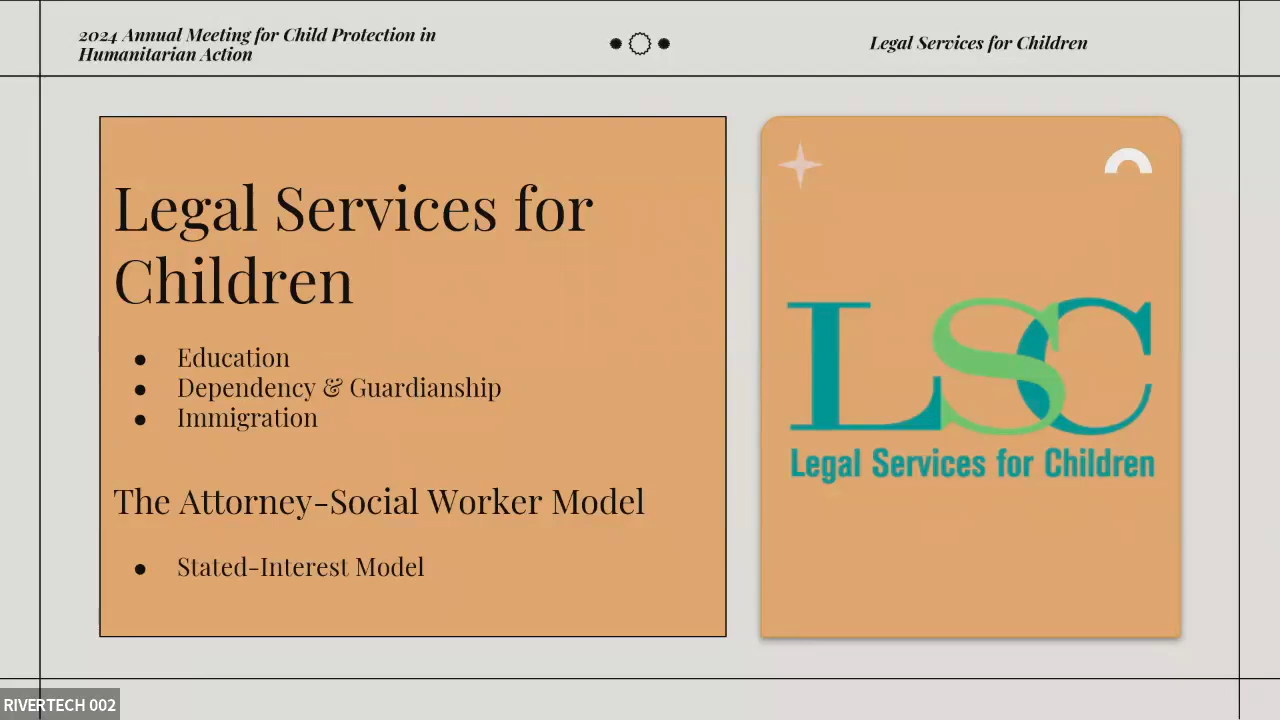 2024 Annual Meeting for Child Protection in
Humanitarian Action
Legal Services for Children
Legal Services for
Children
● Education
● Dependency & Guardianship
● Immigration
The Attorney-Social Worker Model
● Stated-Interest Model
LSC
Legal Services for Children
RIVERTECH 002